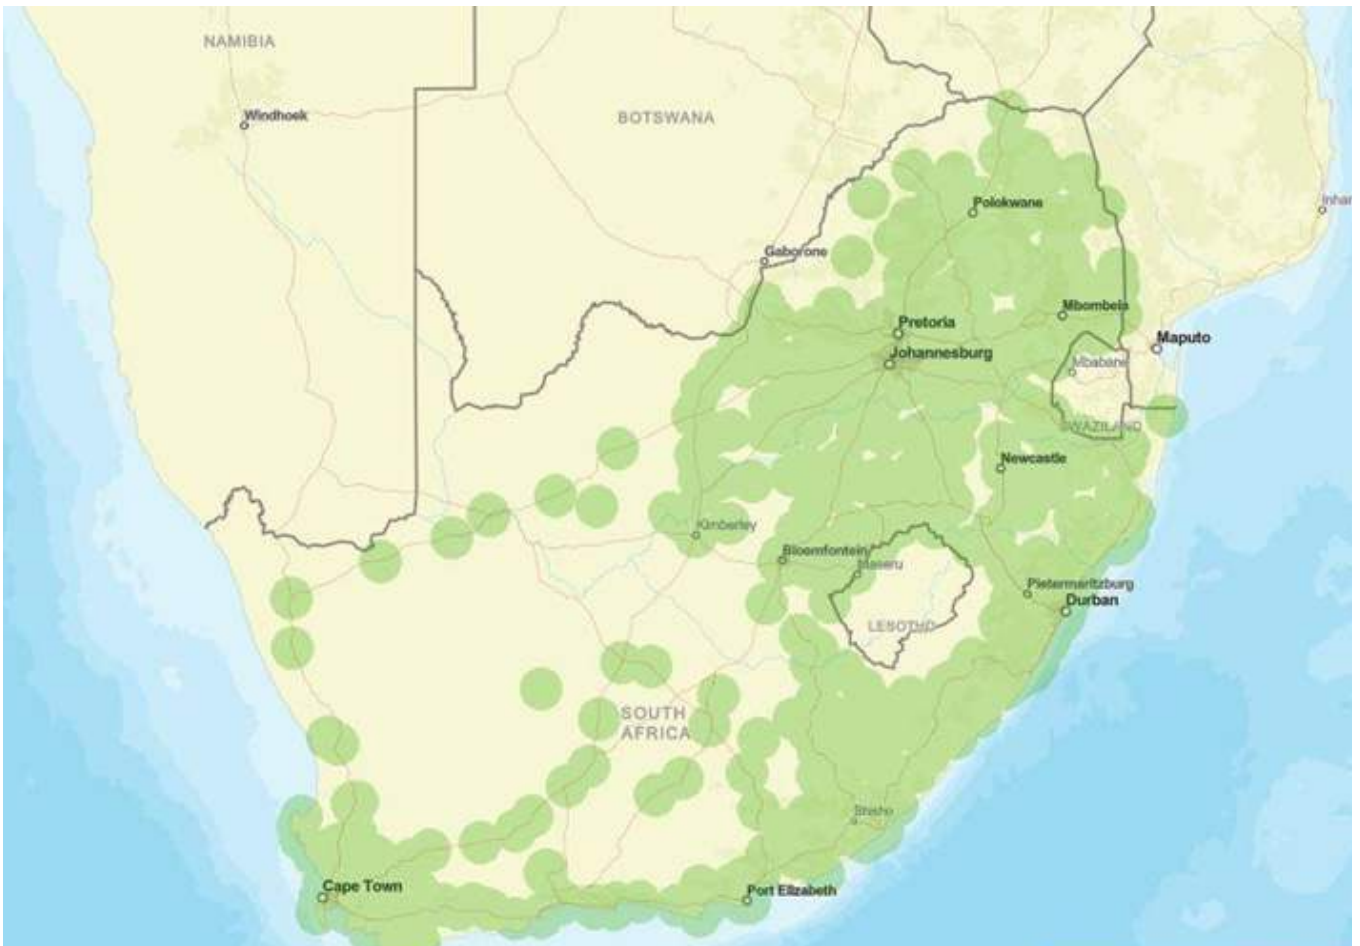 NAMIBIA
Windhoek
BOTSWANA
Inhar
Polokwane
Gaborone
Mbombela
Pretoria
Maputo
Johannesburg
Mbabane
SWAZILAND
Newcastle
Kimberley
Bloemfontein
Maseru
Pietermaritzburg
Durban
LESOTHO
SOUTH
AFRICA
Bhisho
Cape Town
Port Elizabeth